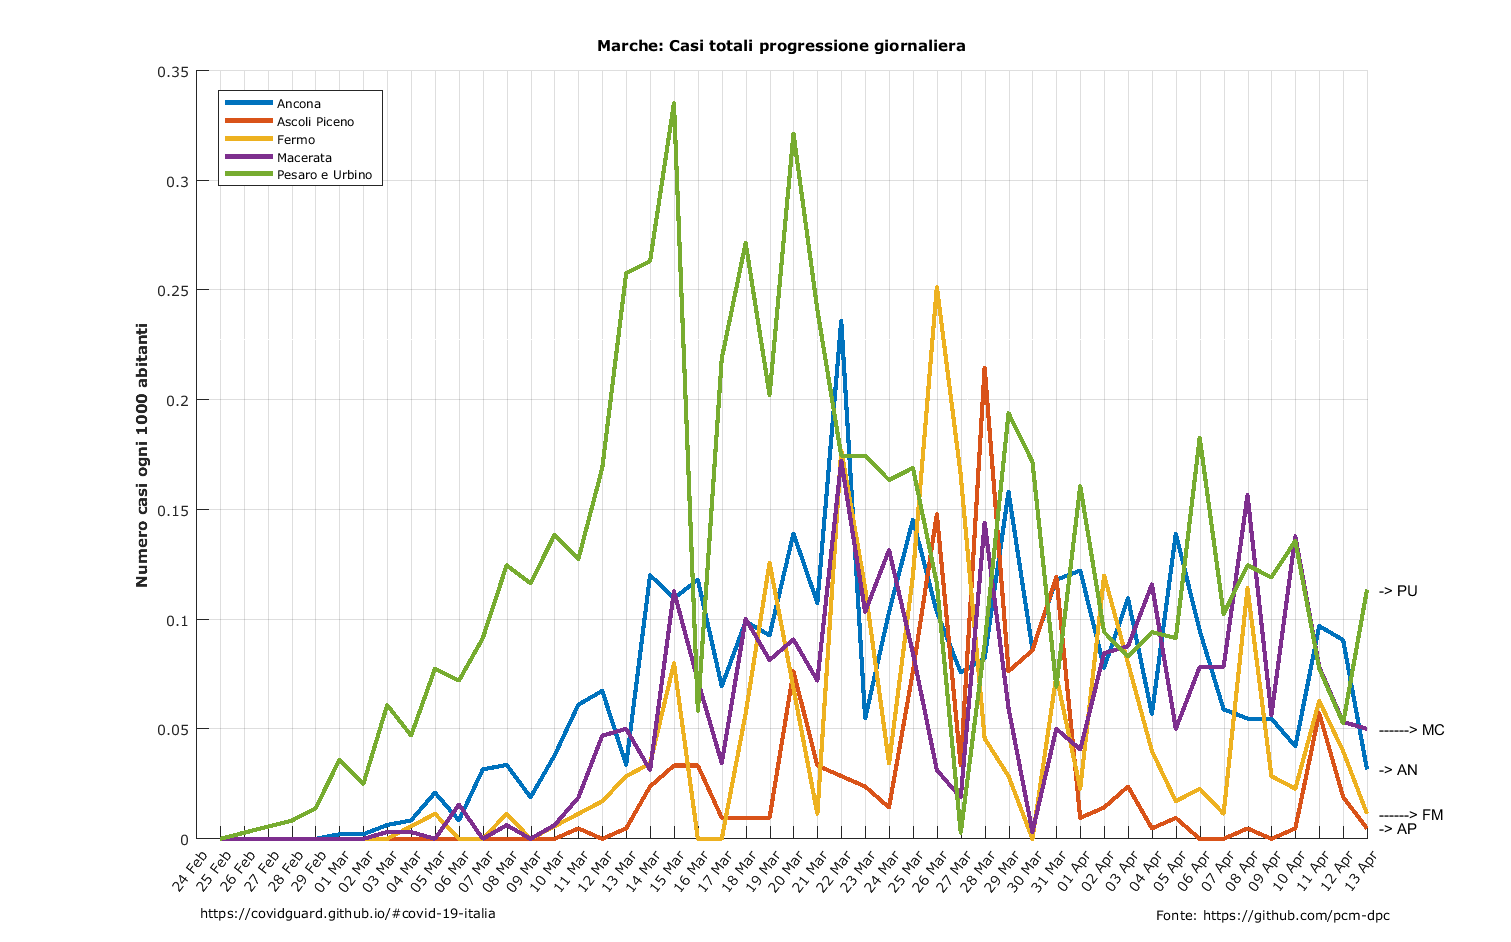 Marche: Casi totali progressione giornaliera
Numero casi ogni 1000 abitanti
0.35
0.3
0.25
0.2
0.15
0.1
0.05
0
Ancona
Ascoli Piceno
Fermo
Macerata
Pesaro e Urbino
-> PU
------> MC
-> AN
------> FM
-> AP
24 Feb
25 Feb
26 Feb
27 Feb
28 Feb
29 Feb
01 Mar
02 Mar
03 Mar
04 Mar
05 Mar
06 Mar
07 Mar
08 Mar
09 Mar
10 Mar
11 Mar
12 Mar
13 Mar
14 Mar
15 Mar
16 Mar
17 Mar
18 Mar
19 Mar
20 Mar
21 Mar
22 Mar
23 Mar
24 Mar
25 Mar
26 Mar
27 Mar
28 Mar
29 Mar
30 Mar
31 Mar
01 Apr
02 Apr
03 Apr
04 Apr
05 Apr
06 Apr
07 Apr
08 Apr
09 Apr
10 Apr
11 Apr
12 Apr
13 Apr
https://covidguard.github.io/#covid-19-italia
Fonte: https://github.com/pcm-dpc